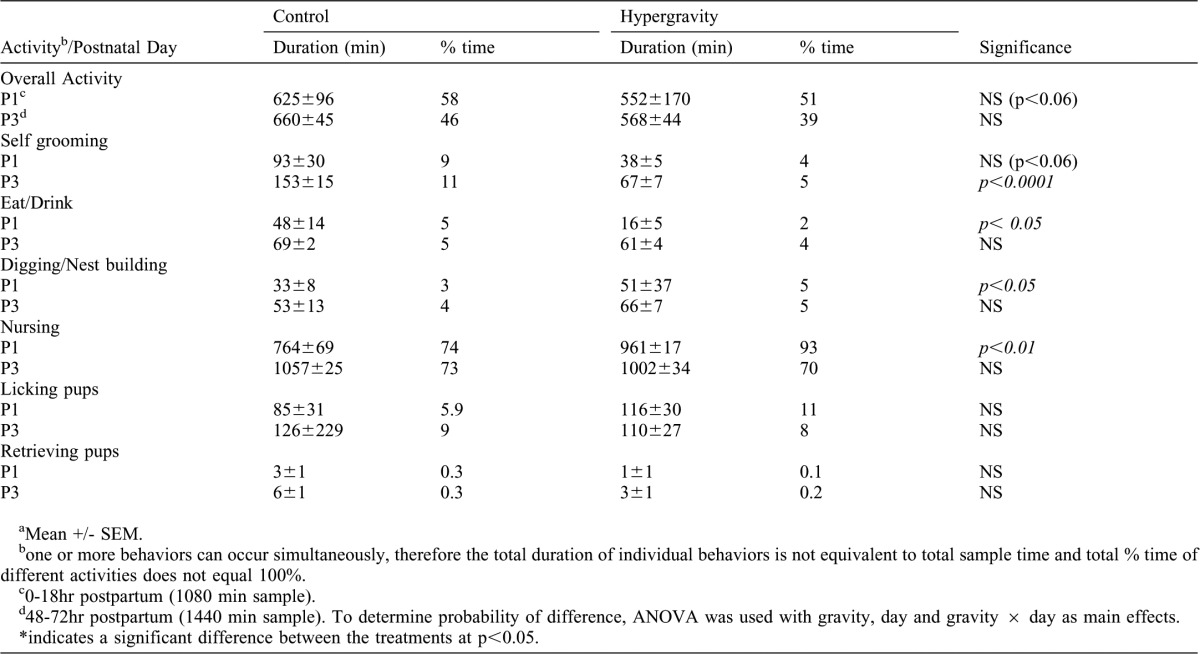 Control Hypergravity
Activityb/Postnatal Day Duration (min) % time Duration (min) % time Significance
Overall Activity
P1c 625±96 58 552±170 51 NS (p<0.06)
P3d 660±45 46 568±44 39 NS
Self grooming
P1 93±30 9 38±5 4 NS (p<0.06)
P3 153±15 11 67±7 5 p<0.0001
Eat/Drink
P1 48±14 5 16±5 2 p< 0.05
P3 69±2 5 61±4 4 NS
Digging/Nest building
P1 33±8 3 51±37 5 p<0.05
P3 53±13 4 66±7 5 NS
Nursing
P1 764±69 74 961±17 93 p<0.01
P3 1057±25 73 1002±34 70 NS
Licking pups
P1 85±31 5.9 116±30 11 NS
P3 126±229 9 110±27 8 NS
Retrieving pups
P1 3±1 0.3 1±1 0.1 NS
P3 6±1 0.3 3±1 0.2 NS
aMean +/- SEM.
bone or more behaviors can occur simultaneously, therefore the total duration of individual behaviors is not equivalent to total sample time and total % time of
different activities does not equal 100%.
c0-18hr postpartum (1080 min sample).
d48-72hr postpartum (1440 min sample). To determine probability of difference, ANOVA was used with gravity, day and gravity × day as main effects.
*indicates a significant difference between the treatments at p<0.05.